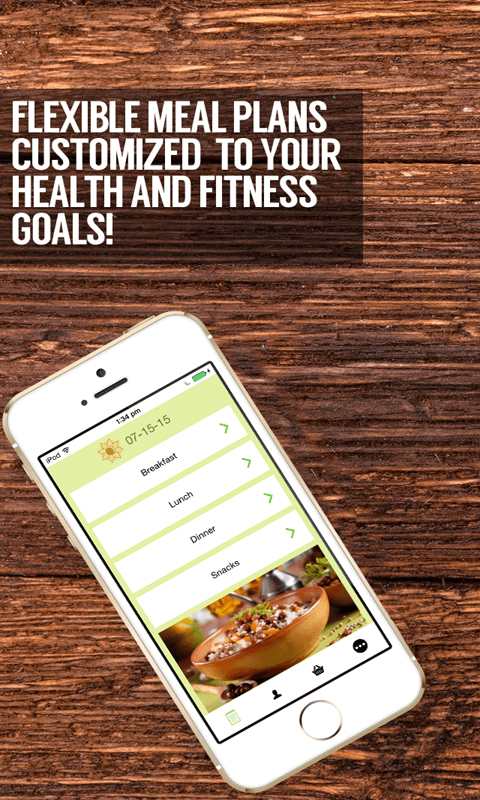 FLEXIBLE MEAL PLANS
CUSTOMIZED TO YOUR
HEALTH AND FITNESS
GOALS!
iPod 1:34 pm
07-15-15
Breakfast
Lunch
Dinner
Snacks